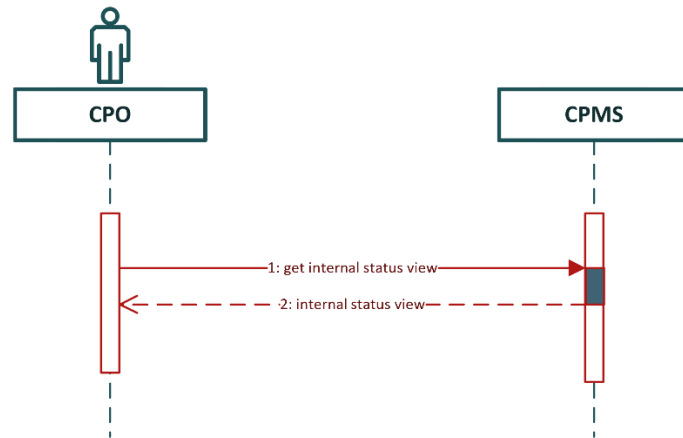 CPO
CPMS
1: get internal status view
2: internal status view